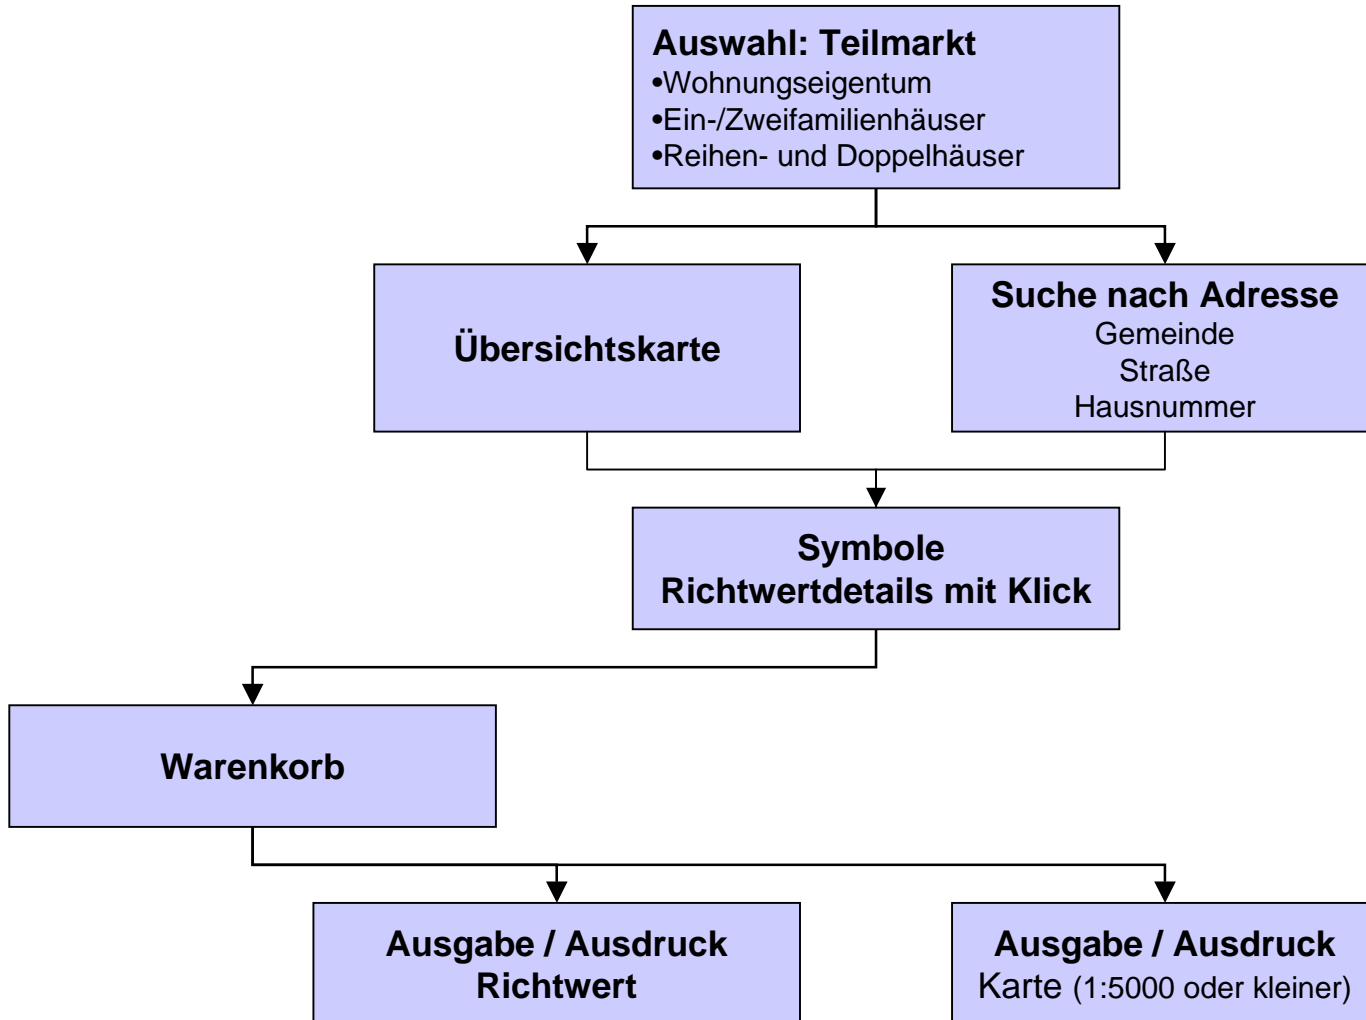 Auswahl: Teilmarkt
•Wohnungseigentum
•Ein-/Zweifamilienhäuser
•Reihen- und Doppelhäuser
Übersichtskarte
Suche nach Adresse
Gemeinde
Straße
Hausnummer
Symbole
Richtwertdetails mit Klick
Warenkorb
Ausgabe / Ausdruck
Richtwert
Ausgabe / Ausdruck
Karte (1:5000 oder kleiner)